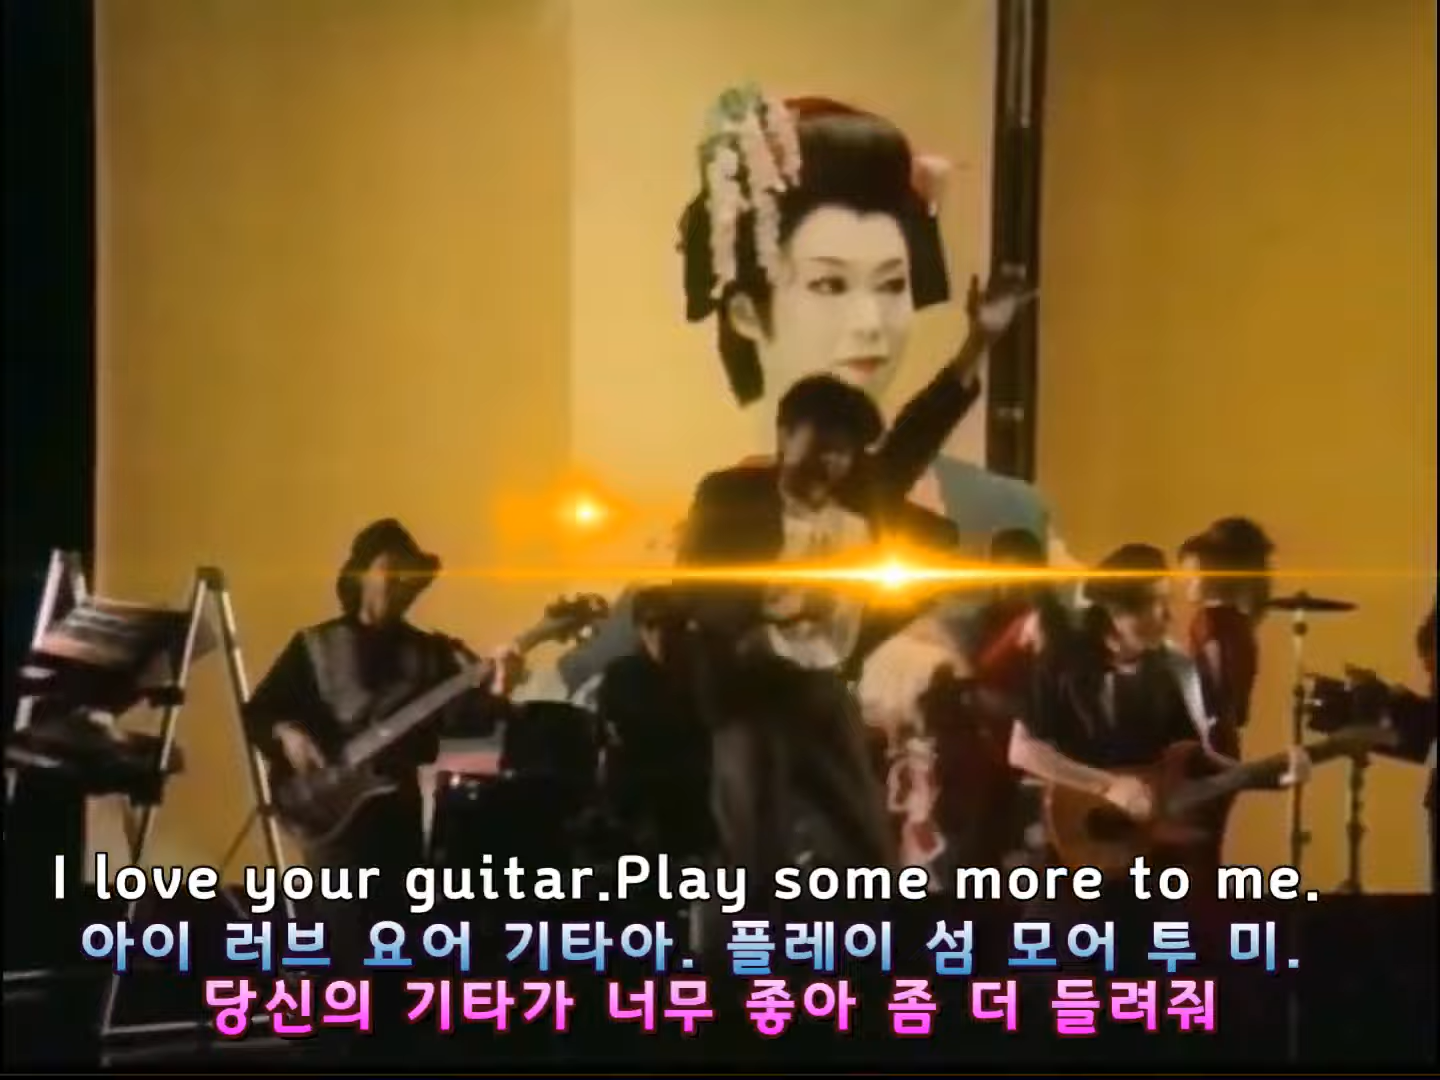 I love your guitar.Play some more to me.
아이 러브 요어 기타아. 플레이 섬 모어 투 미.
당신의 기타가 너무 좋아 좀 더 들려줘